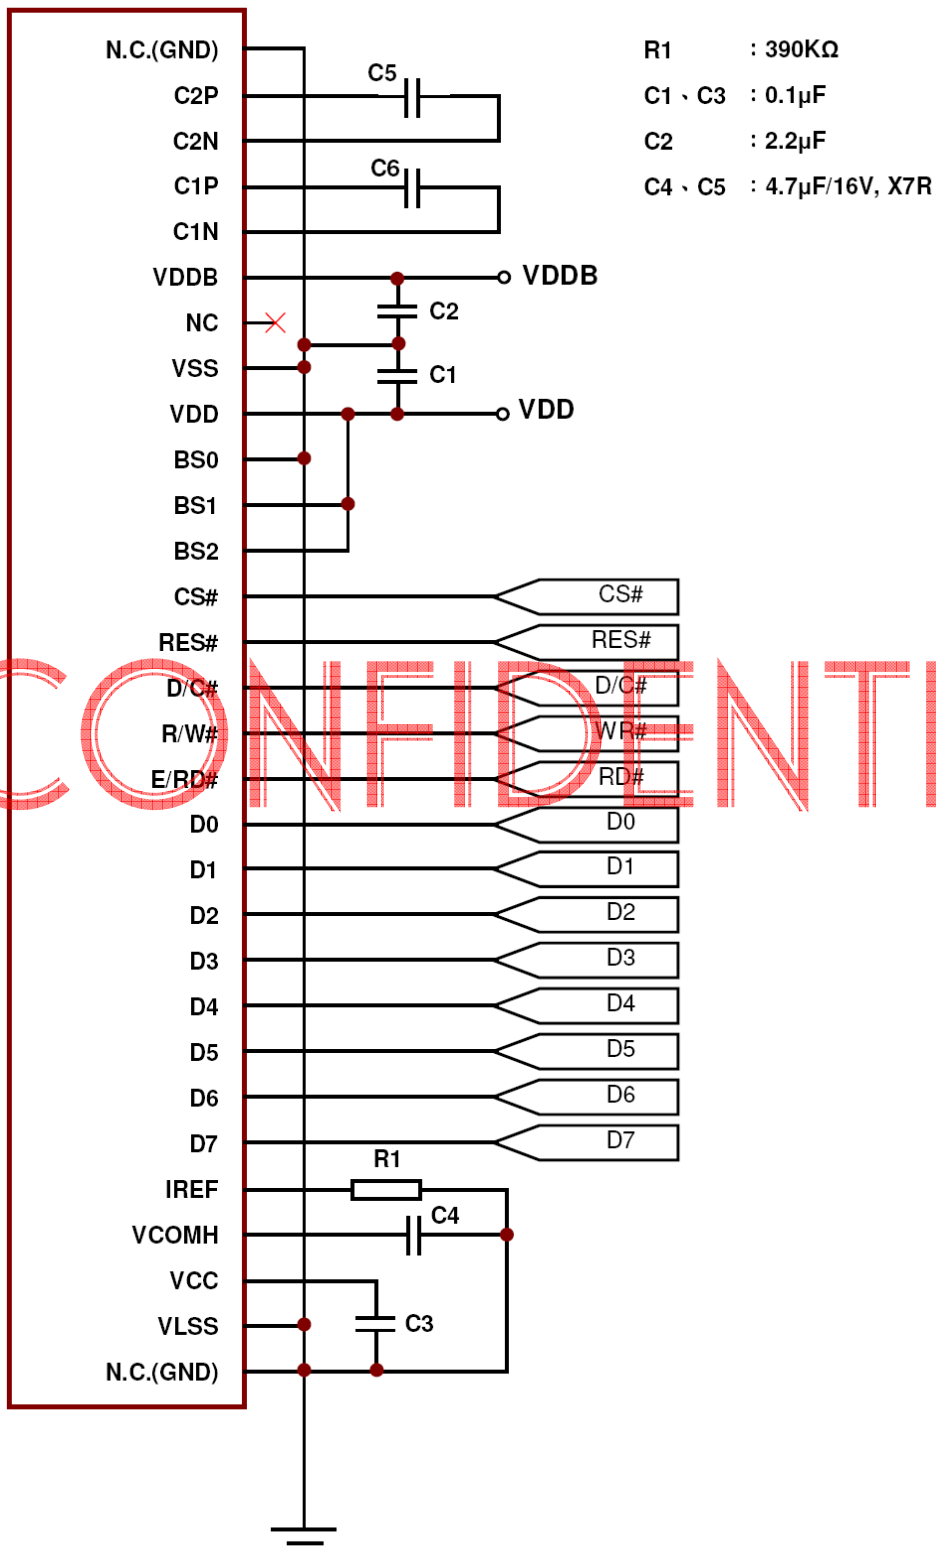 N.C.(GND)
C2P
C2N
C1P
C1N
VDDB
NC
VSS
VDD
BS0
BS1
BS2
CS#
RES#
D/C#
R/W#
E/RD#
D0
D1
D2
D3
D4
D5
D6
D7
IREF
VCOMH
VCC
VLSS
N.C.(GND)
C5
C6
VDDB
C2
C1
VDD
CS#
RES#
D/C#
WR#
RD#
D0
D1
D2
D3
D4
D5
D6
D7
R1
C4
C3
R1 : 390KΩ
C1、C3 : 0.1μF
C2 : 2.2μF
C4、C5 : 4.7μF/16V, X7R
CONFIDENTI